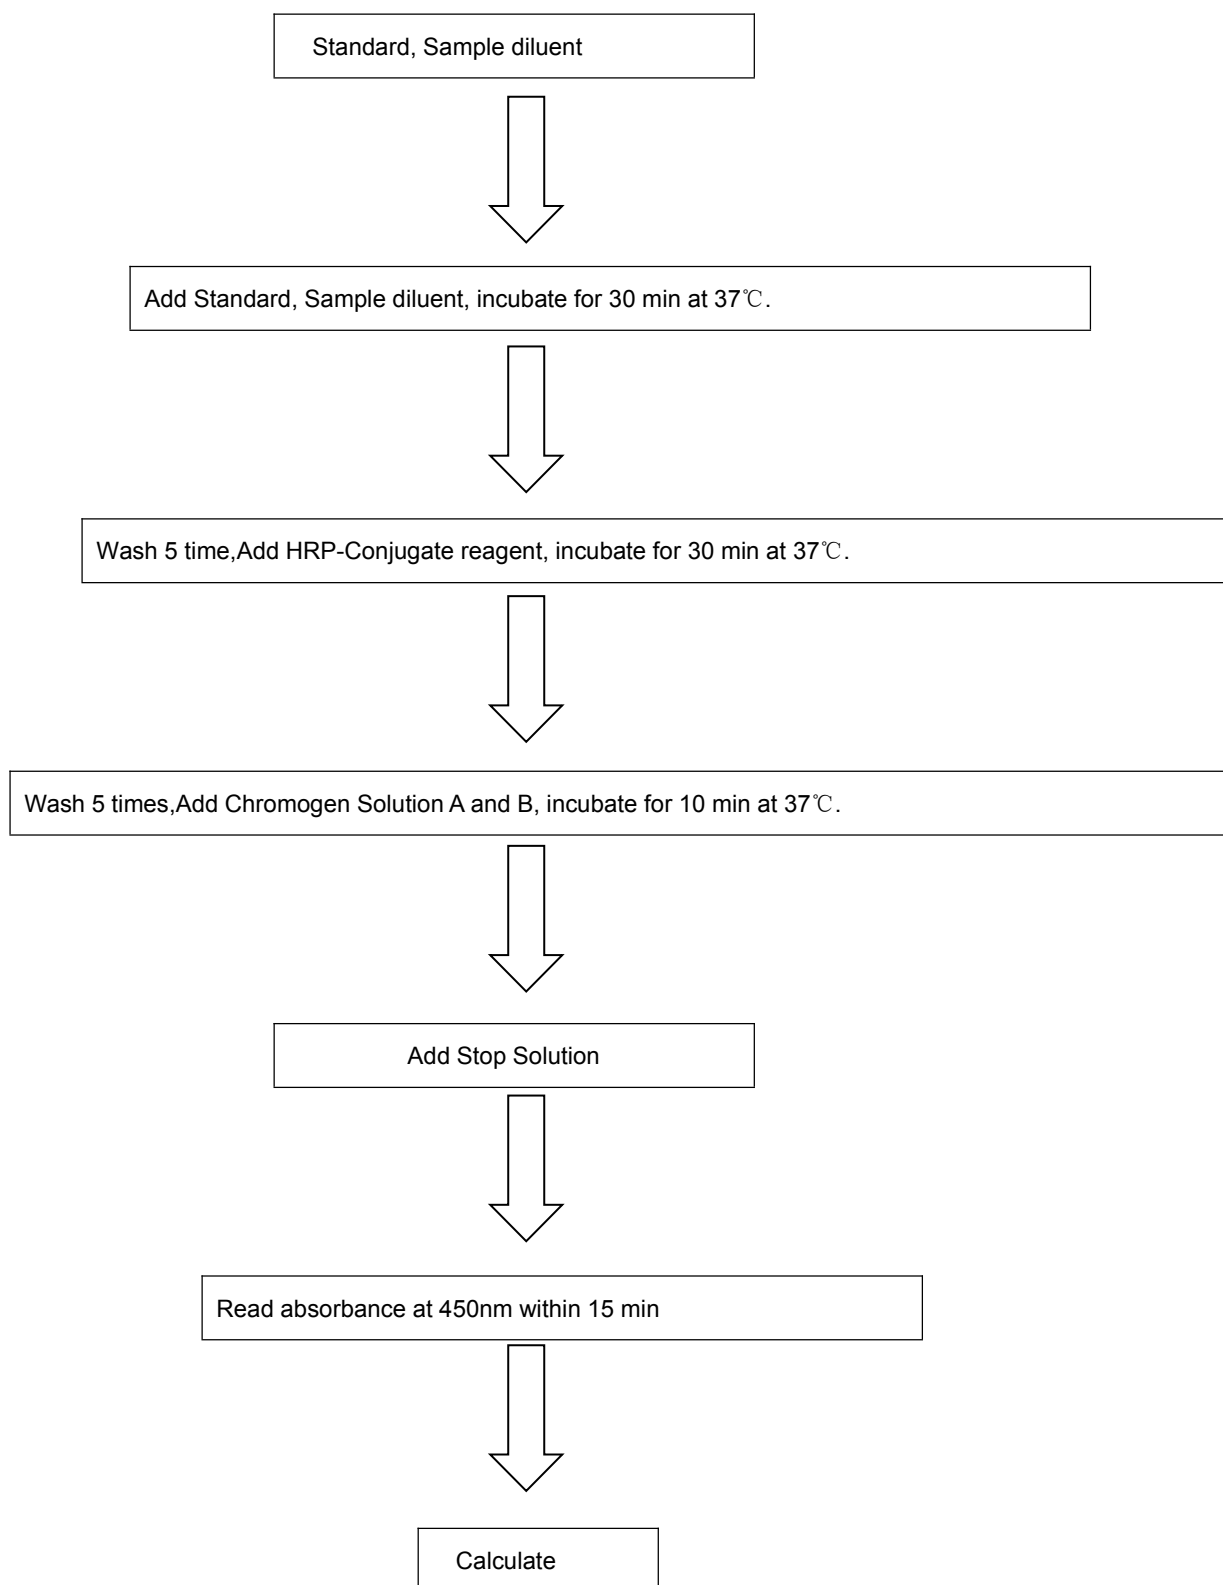 Standard, Sample diluent
Add Standard, Sample diluent, incubate for 30 min at 37℃.
Wash 5 time,Add HRP-Conjugate reagent, incubate for 30 min at 37℃.
Wash 5 times,Add Chromogen Solution A and B, incubate for 10 min at 37℃.
Add Stop Solution
Read absorbance at 450nm within 15 min
Calculate